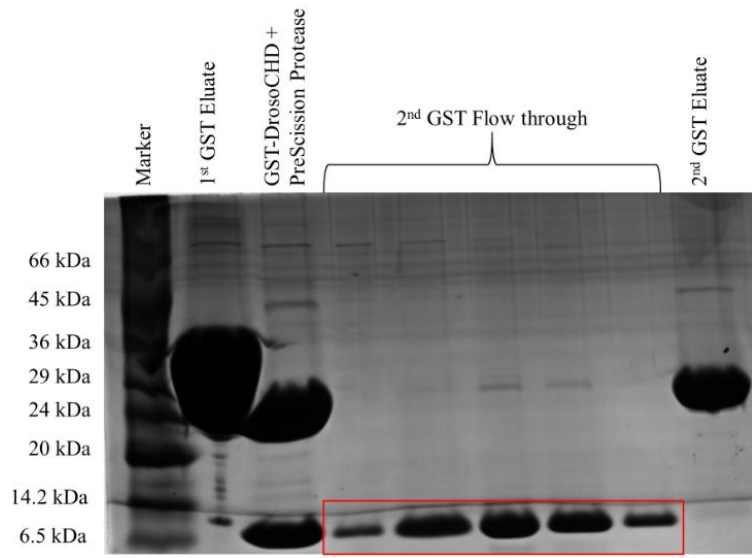 Marker
1st GST Eluate
GST-DrosoCHD +
PreScission Protease
2nd GST Flow through
2nd GST Eluate
66 kDa
45 kDa
36 kDa
29 kDa
24 kDa
20 kDa
14.2 kDa
6.5 kDa